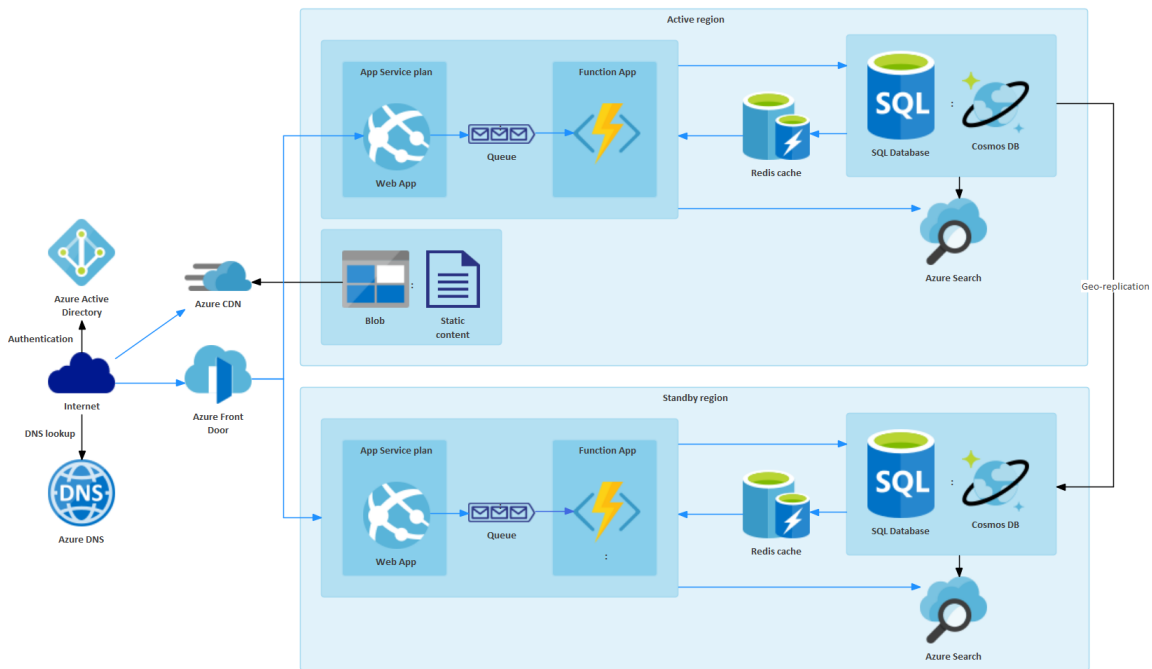 Active region
App Service plan
Function App
SQL
:
Queue
SQL Database
Cosmos DB
Web App
Redis cache
Azure Search
Geo-replication
Azure Active
Directory
Azure CDN
:
Blob
Static
content
Authentication
Internet
Azure Front
Door
DNS lookup
DNS
Azure DNS
Standby region
App Service plan
Function App
SQL
:
Queue
SQL Database
Cosmos DB
Web App
:
Redis cache
Azure Search